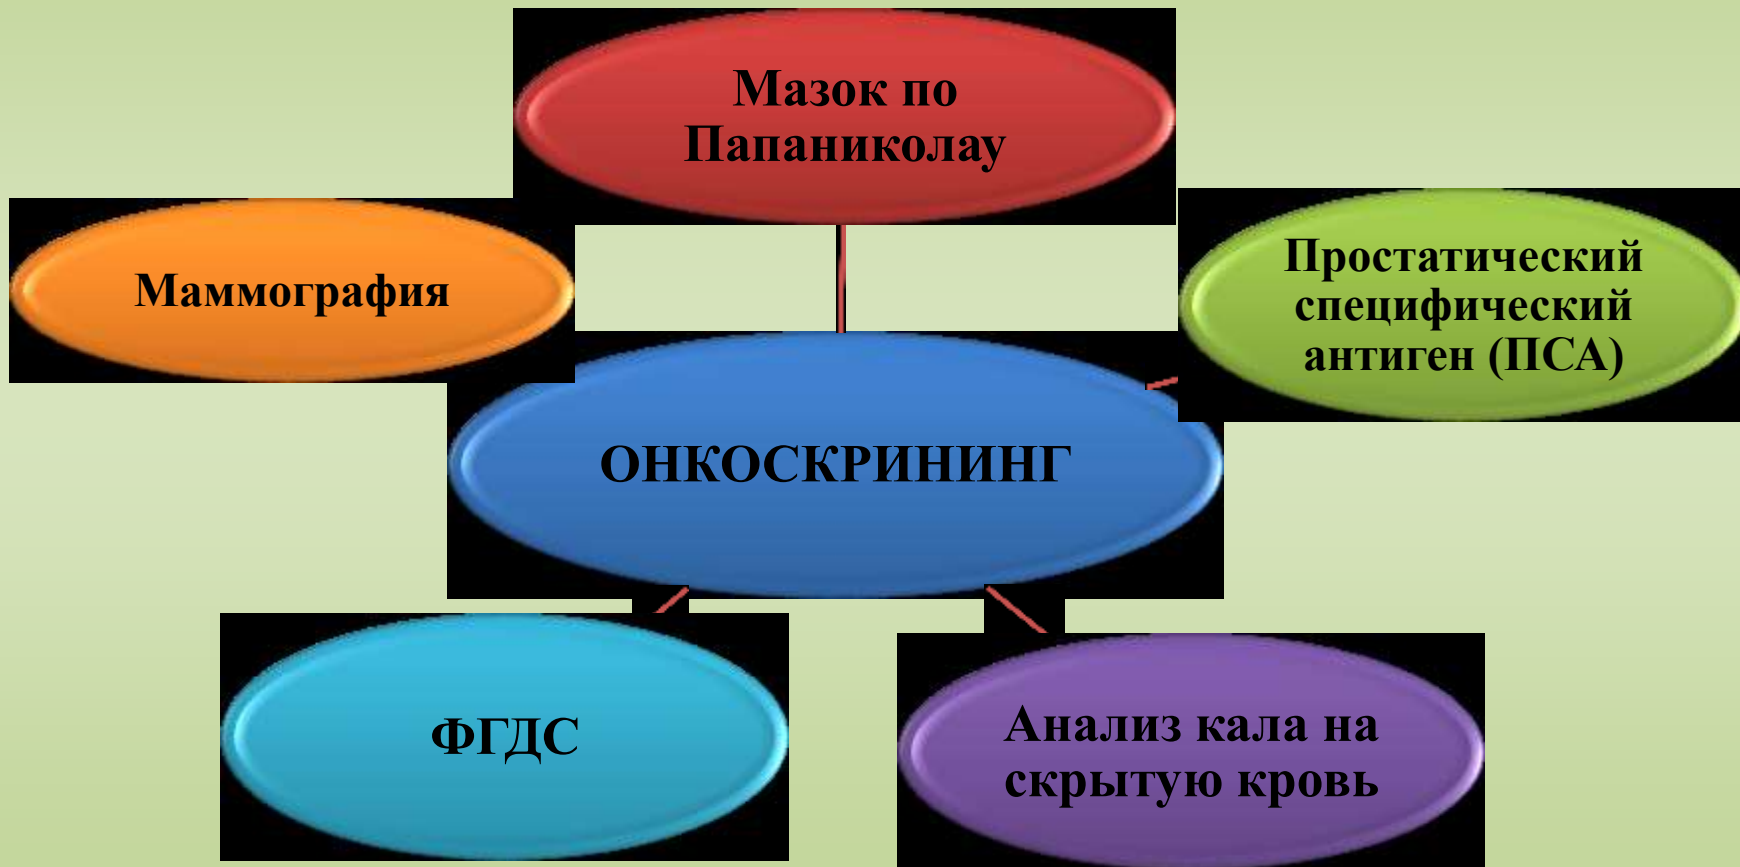 Мазок по
Папаниколау
Маммография
Простатический
специфический
антиген (ПСА)
ОНКОСКРИНИНГ
ФГДС
Анализ кала на
скрытую кровь